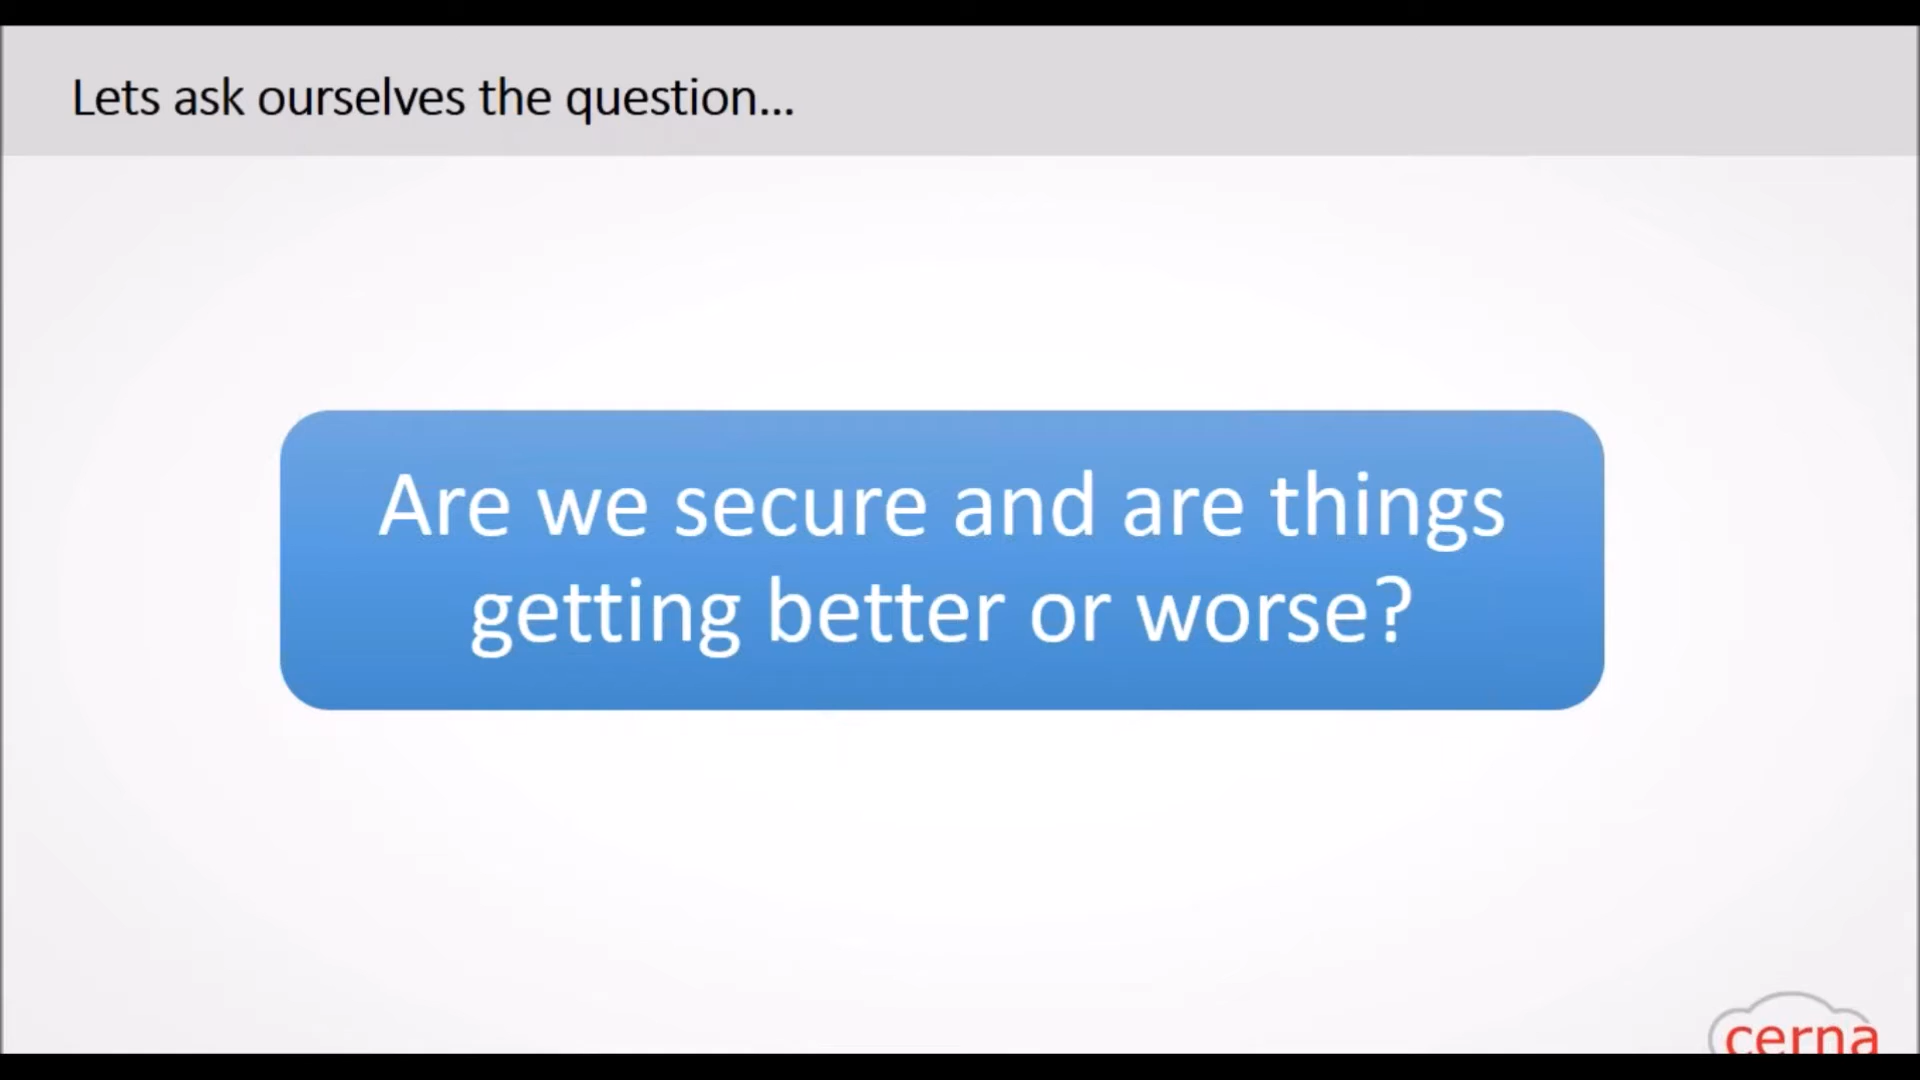 Lets ask ourselves the question...
Are we secure and are things
getting better or worse?
cerna